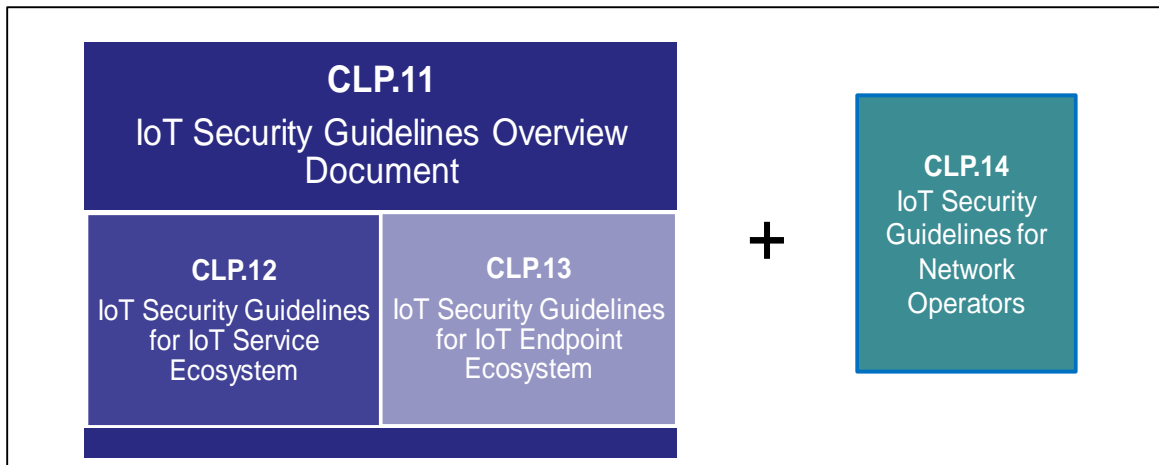 CLP.11
IoT Security Guidelines Overview
Document
CLP.12
IoT Security Guidelines
for IoT Service
Ecosystem
CLP.13
IoT Security Guidelines
for IoT Endpoint
Ecosystem
+
CLP.14
IoT Security
Guidelines for
Network
Operators